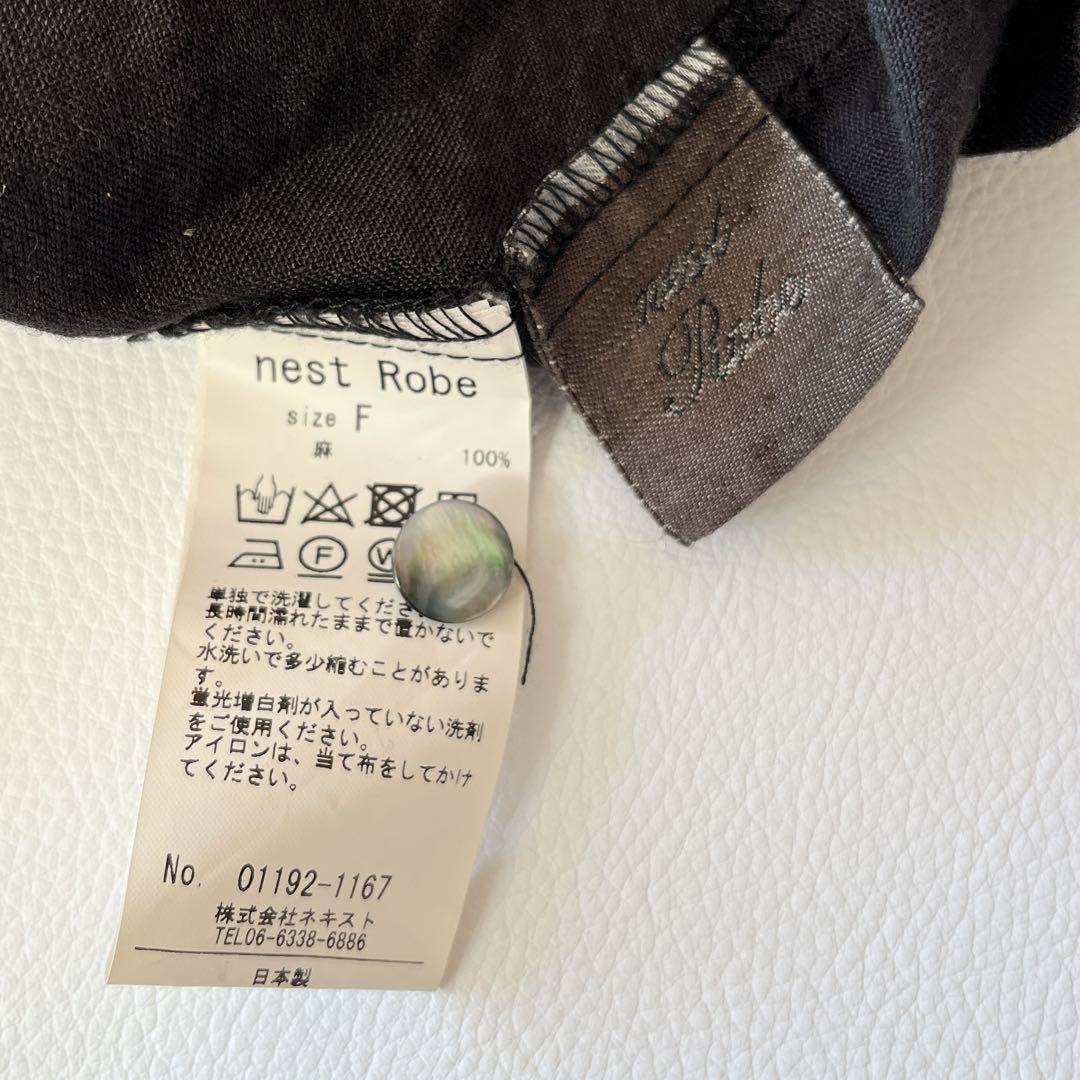 nest
Robe
nest Robe
size F
麻
100%
F
W
単独で洗濯してくださ
長時間濡れたままで置かないで
ください。
水洗いで多少縮むことがありま
す。
蛍光増白剤が入っていない洗剤
をご使用ください。
アイロンは、当て布をしてかけ
てください。
No. 01192-1167
株式会社ネキスト
TEL06-6338-6886
日本製